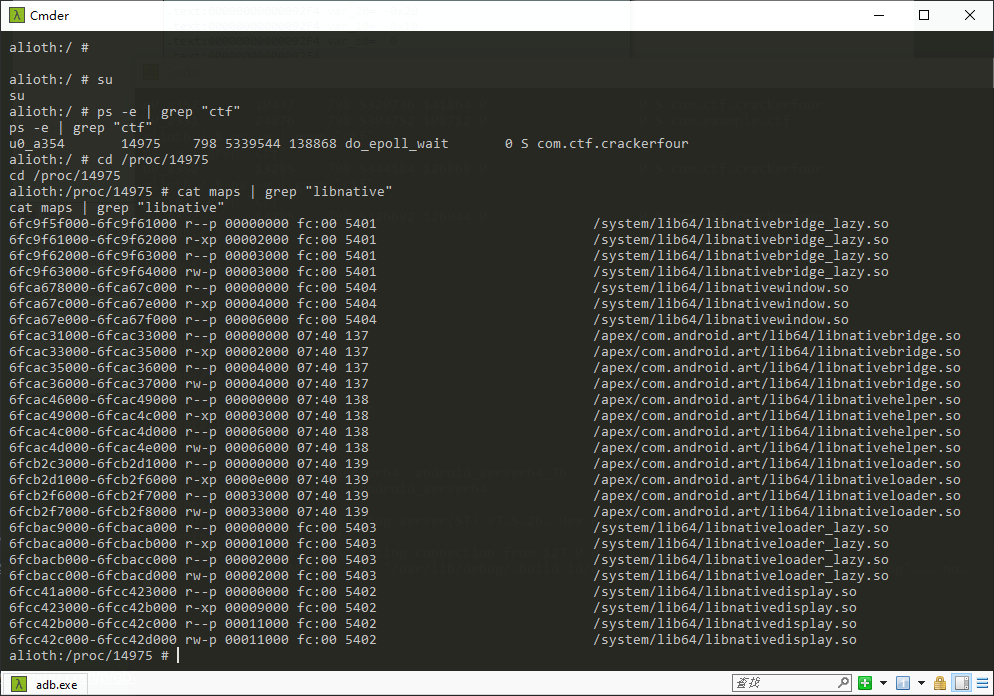 Cmder
alioth:/ #
alioth:/ # su
su
alioth:/ # ps -e | grep "ctf"
ps -e | grep "ctf"
u0_a354       14975    798 5339544 138868 do_epoll_wait       0 S com.ctf.crackerfour
alioth:/ # cd /proc/14975
cd /proc/14975
alioth:/proc/14975 # cat maps | grep "libnative"
cat maps | grep "libnative"
6fc9f5f000-6fc9f61000 r--p 00000000 fc:00 5401                           /system/lib64/libnativebridge_lazy.so
6fc9f61000-6fc9f62000 r-xp 00002000 fc:00 5401                           /system/lib64/libnativebridge_lazy.so
6fc9f62000-6fc9f63000 r--p 00003000 fc:00 5401                           /system/lib64/libnativebridge_lazy.so
6fc9f63000-6fc9f64000 rw-p 00003000 fc:00 5401                           /system/lib64/libnativebridge_lazy.so
6fca678000-6fca67c000 r--p 00000000 fc:00 5404                           /system/lib64/libnativewindow.so
6fca67c000-6fca67e000 r-xp 00004000 fc:00 5404                           /system/lib64/libnativewindow.so
6fca67e000-6fca67f000 r--p 00006000 fc:00 5404                           /system/lib64/libnativewindow.so
6fcac31000-6fcac33000 r--p 00000000 07:40 137                            /apex/com.android.art/lib64/libnativebridge.so
6fcac33000-6fcac35000 r-xp 00002000 07:40 137                            /apex/com.android.art/lib64/libnativebridge.so
6fcac35000-6fcac36000 r--p 00004000 07:40 137                            /apex/com.android.art/lib64/libnativebridge.so
6fcac36000-6fcac37000 rw-p 00004000 07:40 137                            /apex/com.android.art/lib64/libnativebridge.so
6fcac46000-6fcac49000 r--p 00000000 07:40 138                            /apex/com.android.art/lib64/libnativehelper.so
6fcac49000-6fcac4c000 r-xp 00003000 07:40 138                            /apex/com.android.art/lib64/libnativehelper.so
6fcac4c000-6fcac4d000 r--p 00006000 07:40 138                            /apex/com.android.art/lib64/libnativehelper.so
6fcac4d000-6fcac4e000 rw-p 00006000 07:40 138                            /apex/com.android.art/lib64/libnativehelper.so
6fcb2c3000-6fcb2d1000 r--p 00000000 07:40 139                            /apex/com.android.art/lib64/libnativeloader.so
6fcb2d1000-6fcb2f6000 r-xp 0000e000 07:40 139                            /apex/com.android.art/lib64/libnativeloader.so
6fcb2f6000-6fcb2f7000 r--p 00033000 07:40 139                            /apex/com.android.art/lib64/libnativeloader.so
6fcb2f7000-6fcb2f8000 rw-p 00033000 07:40 139                            /apex/com.android.art/lib64/libnativeloader.so
6fcbac9000-6fcbaca000 r--p 00000000 fc:00 5403                           /system/lib64/libnativeloader_lazy.so
6fcbaca000-6fcbacb000 r-xp 00001000 fc:00 5403                           /system/lib64/libnativeloader_lazy.so
6fcbacb000-6fcbacc000 r--p 00002000 fc:00 5403                           /system/lib64/libnativeloader_lazy.so
6fcbacc000-6fcbacd000 rw-p 00002000 fc:00 5403                           /system/lib64/libnativeloader_lazy.so
6fcc41a000-6fcc423000 r--p 00000000 fc:00 5402                           /system/lib64/libnativedisplay.so
6fcc423000-6fcc42b000 r-xp 00009000 fc:00 5402                           /system/lib64/libnativedisplay.so
6fcc42b000-6fcc42c000 r--p 00011000 fc:00 5402                           /system/lib64/libnativedisplay.so
6fcc42c000-6fcc42d000 rw-p 00011000 fc:00 5402                           /system/lib64/libnativedisplay.so
alioth:/proc/14975 #
adb.exe 查找